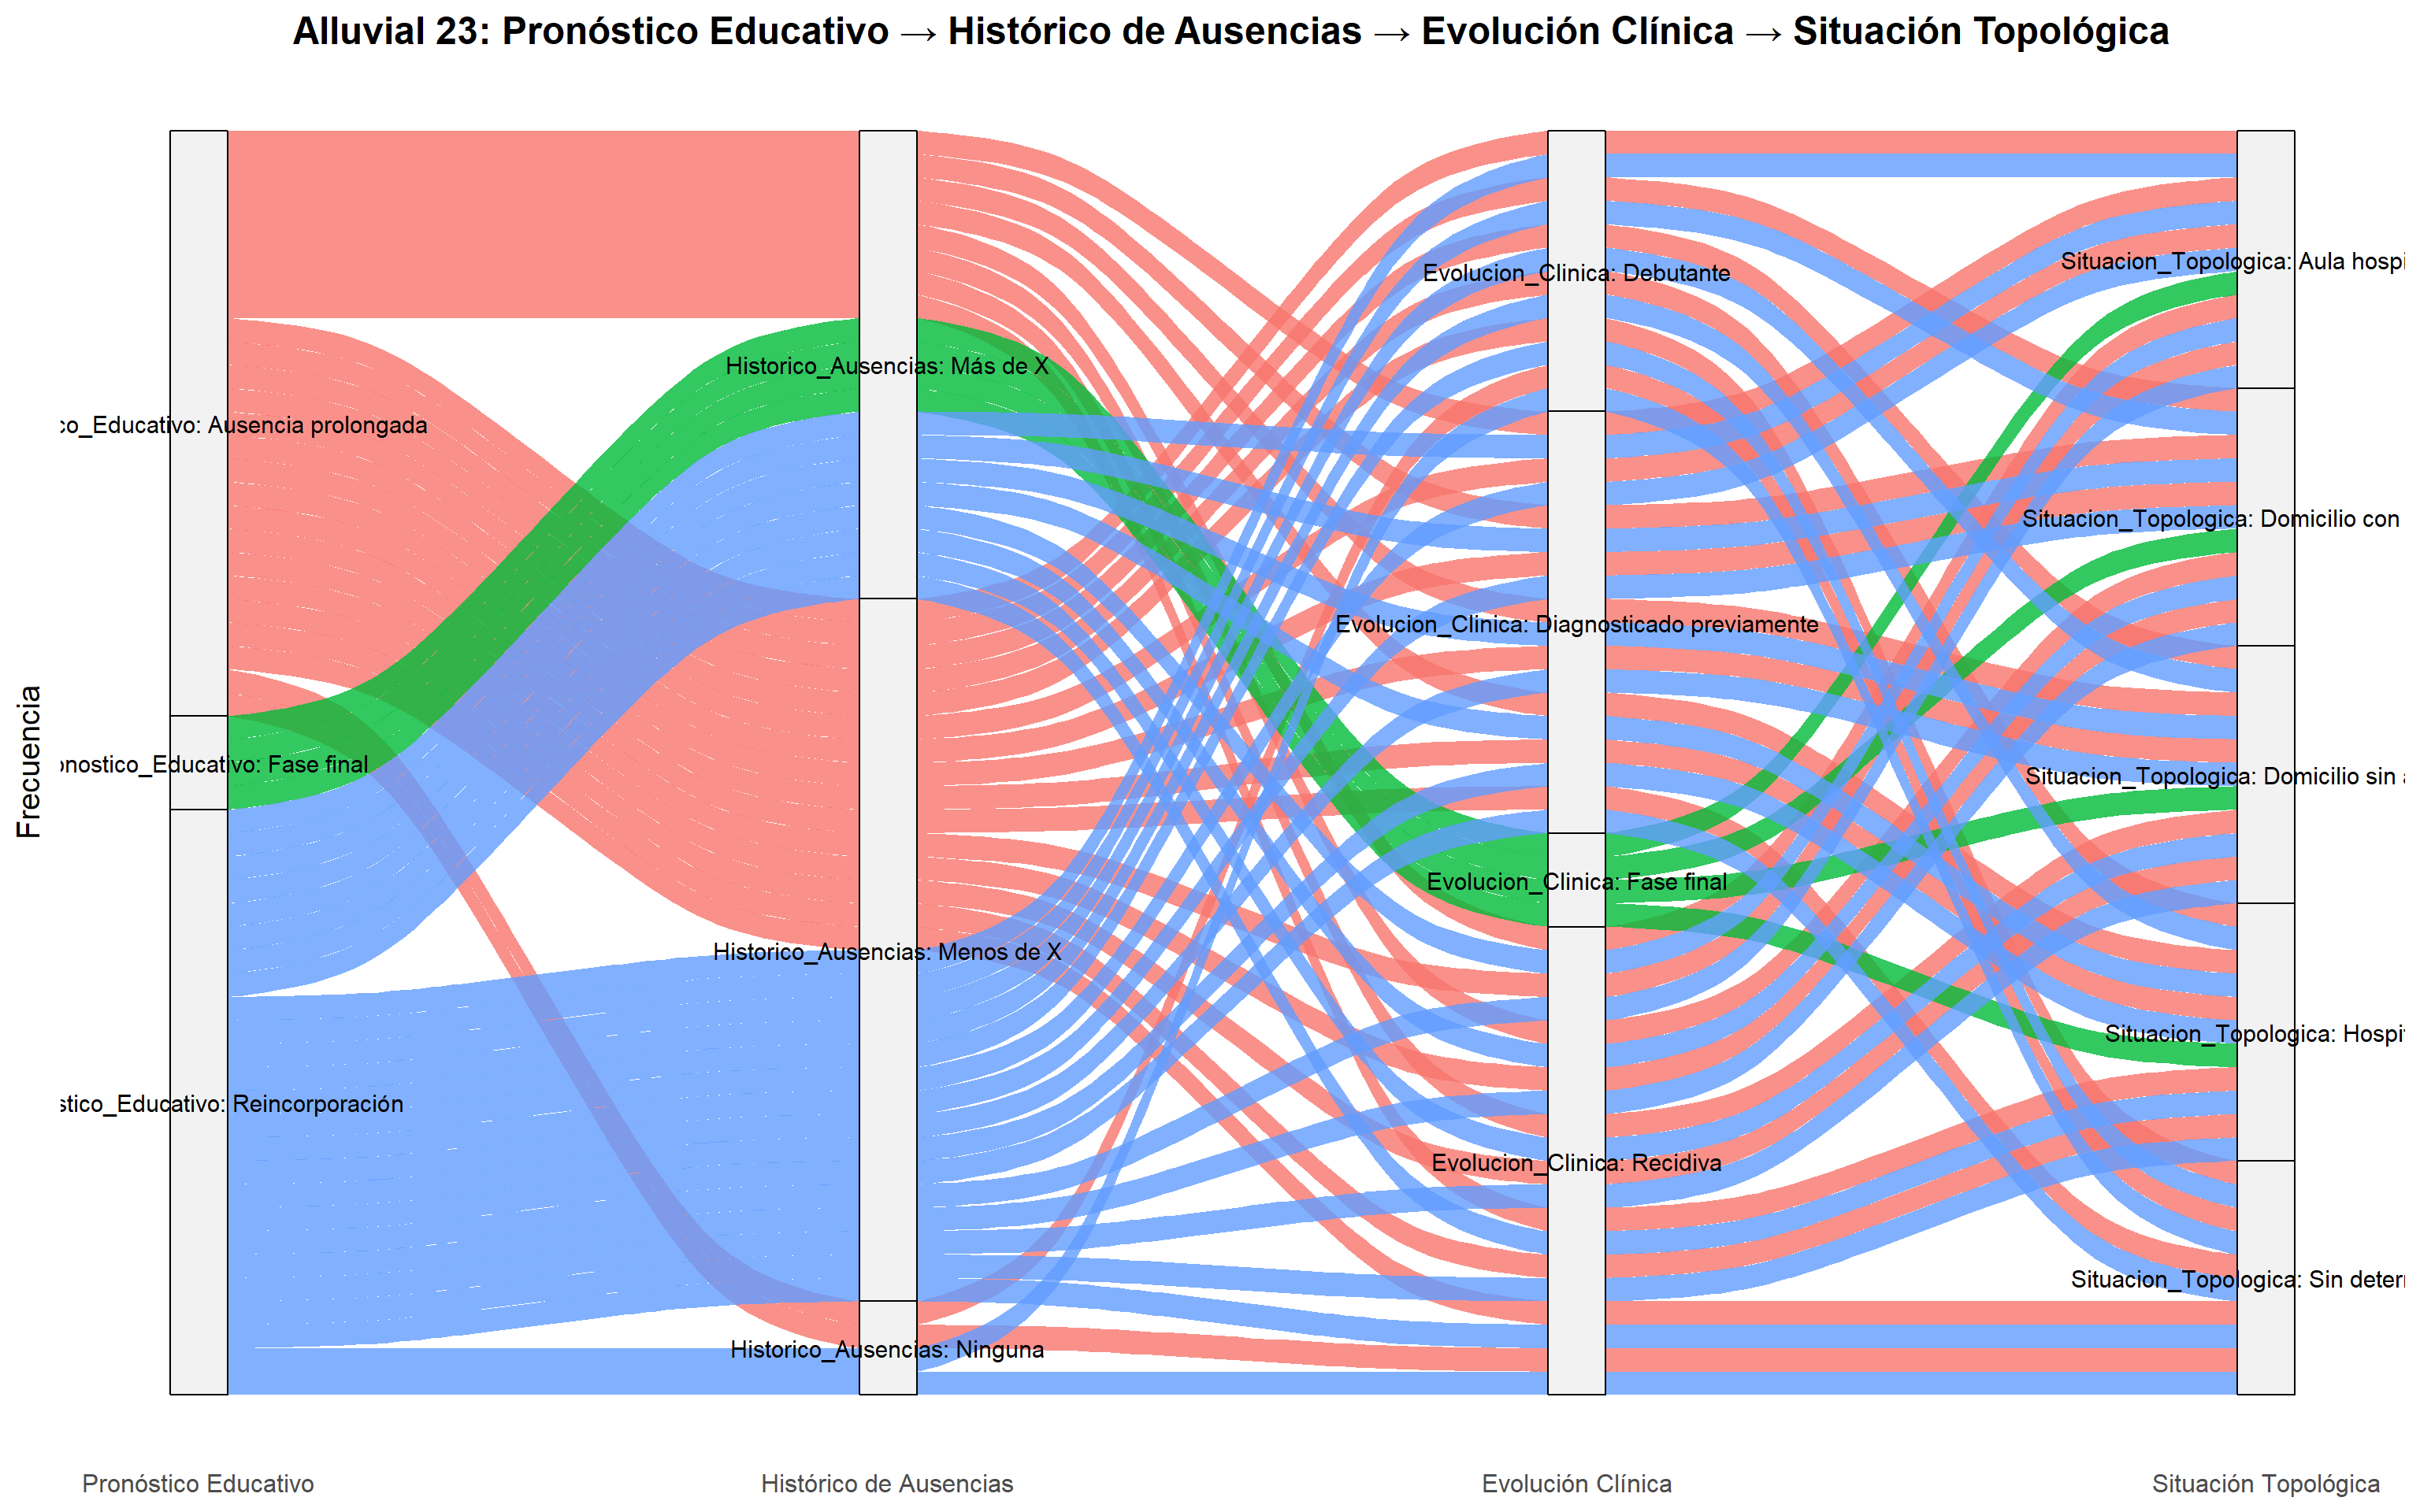 Alluvial 23: Pronóstico Educativo → Histórico de Ausencias → Evolución Clínica → Situación Topológica
Frecuencia
co_Educativo: Ausencia prolongada
onostico_Educativo: Fase final
stico_Educativo: Reincorporación
Historico_Ausencias: Más de X
Historico_Ausencias: Menos de X
Historico_Ausencias: Ninguna
Evolucion_Clinica: Debutante
Evolucion_Clinica: Diagnosticado previamente
Evolucion_Clinica: Fase final
Evolucion_Clinica: Recidiva
Situacion_Topologica: Aula hospi
Situacion_Topologica: Domicilio con
Situacion_Topologica: Domicilio sin a
Situacion_Topologica: Hospit
Situacion_Topologica: Sin deter
Pronóstico Educativo
Histórico de Ausencias
Evolución Clínica
Situación Topológica